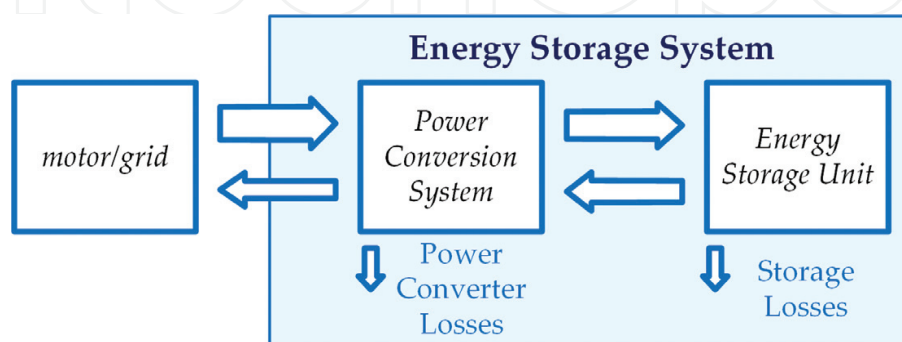 Energy Storage System
motor/grid
Power
Conversion
System
Energy
Storage Unit
Power
Converter
Losses
Storage
Losses